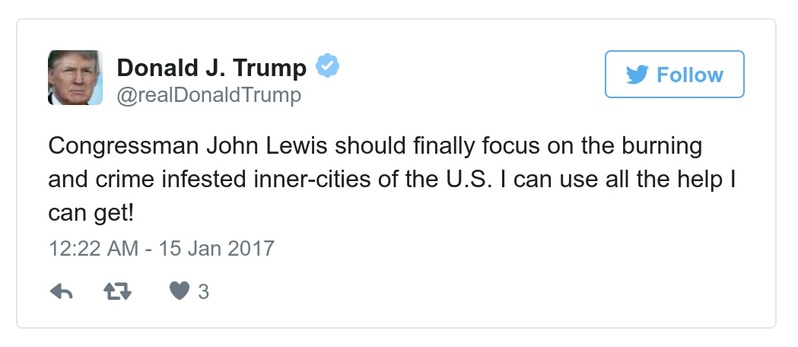 Donald J. Trump
@realDonaldTrump
Follow
Congressman John Lewis should finally focus on the burning
and crime infested inner-cities of the U.S. I can use all the help I
can get!
12:22 AM - 15 Jan 2017
3